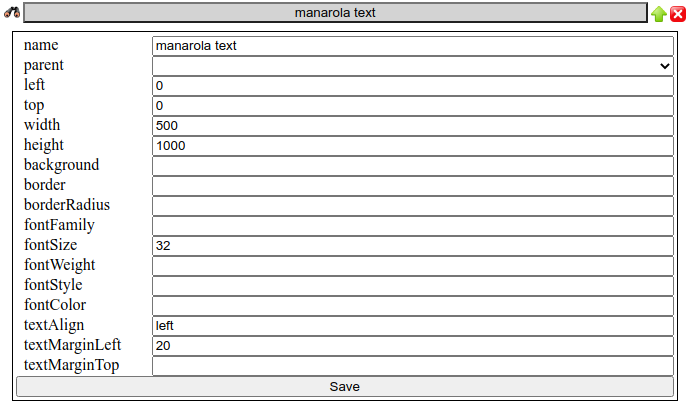 manarola text
name manarola text
parent
left 0
top 0
width 500
height 1000
background
border
borderRadius
fontFamily
fontSize 32
fontWeight
fontStyle
fontColor
textAlign left
textMarginLeft 20
textMarginTop
Save